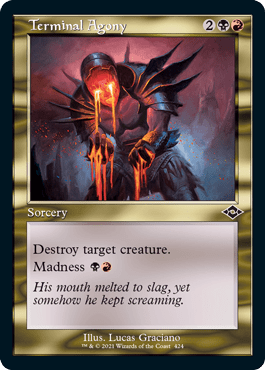 Terminal Agony 2
Sorcery
Destroy target creature.
Madness
His mouth melted to slag, yet
somehow he kept screaming.
Illus. Lucas Graciano
™ & © 2021 Wizards of the Coast 424